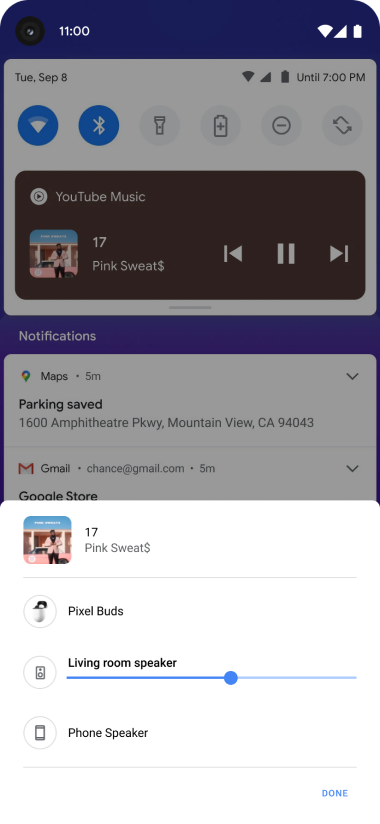 11:00
Tue, Sep 8
Until 7:00 PM
YouTube Music
17
Pink Sweat$
Notifications
Maps • 5m
Parking saved
1600 Amphitheatre Pkwy, Mountain View, CA 94043
Gmail • chance@gmail.com • 5m
Google Store
17
Pink Sweat$
Pixel Buds
Living room speaker
Phone Speaker
DONE